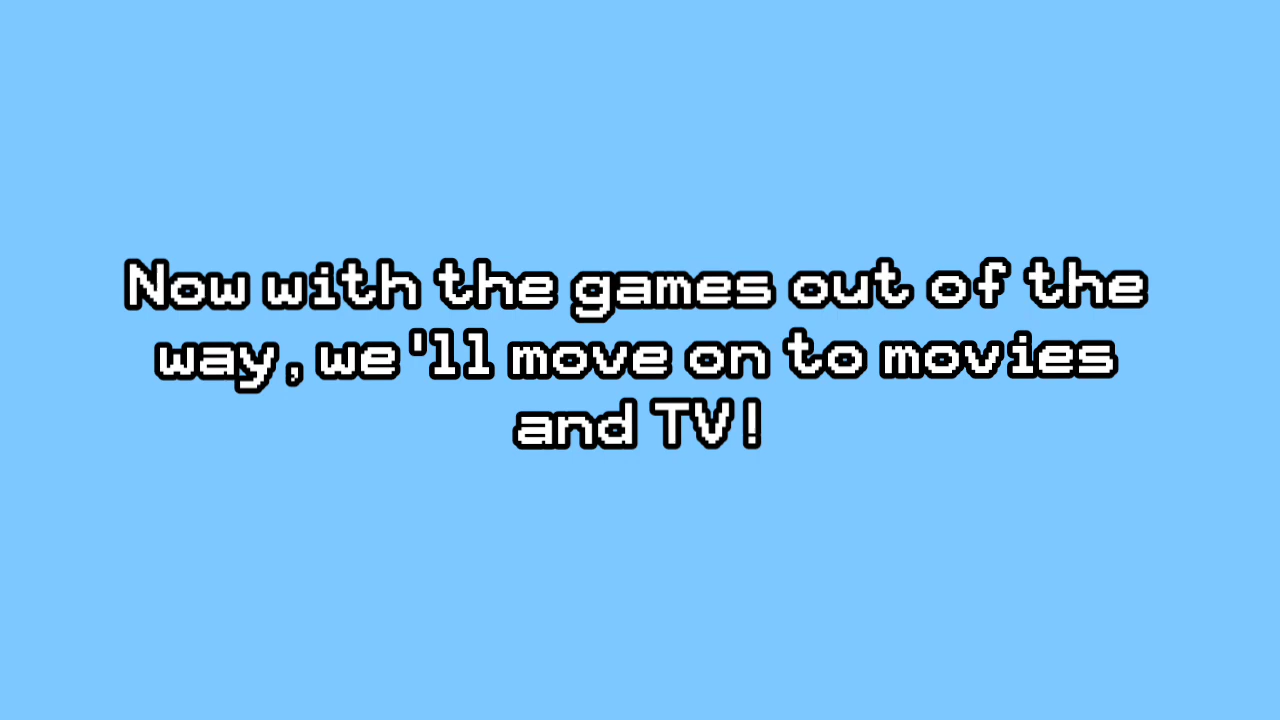 Now with the games out of the
way, we'll move on to movies
and TV!